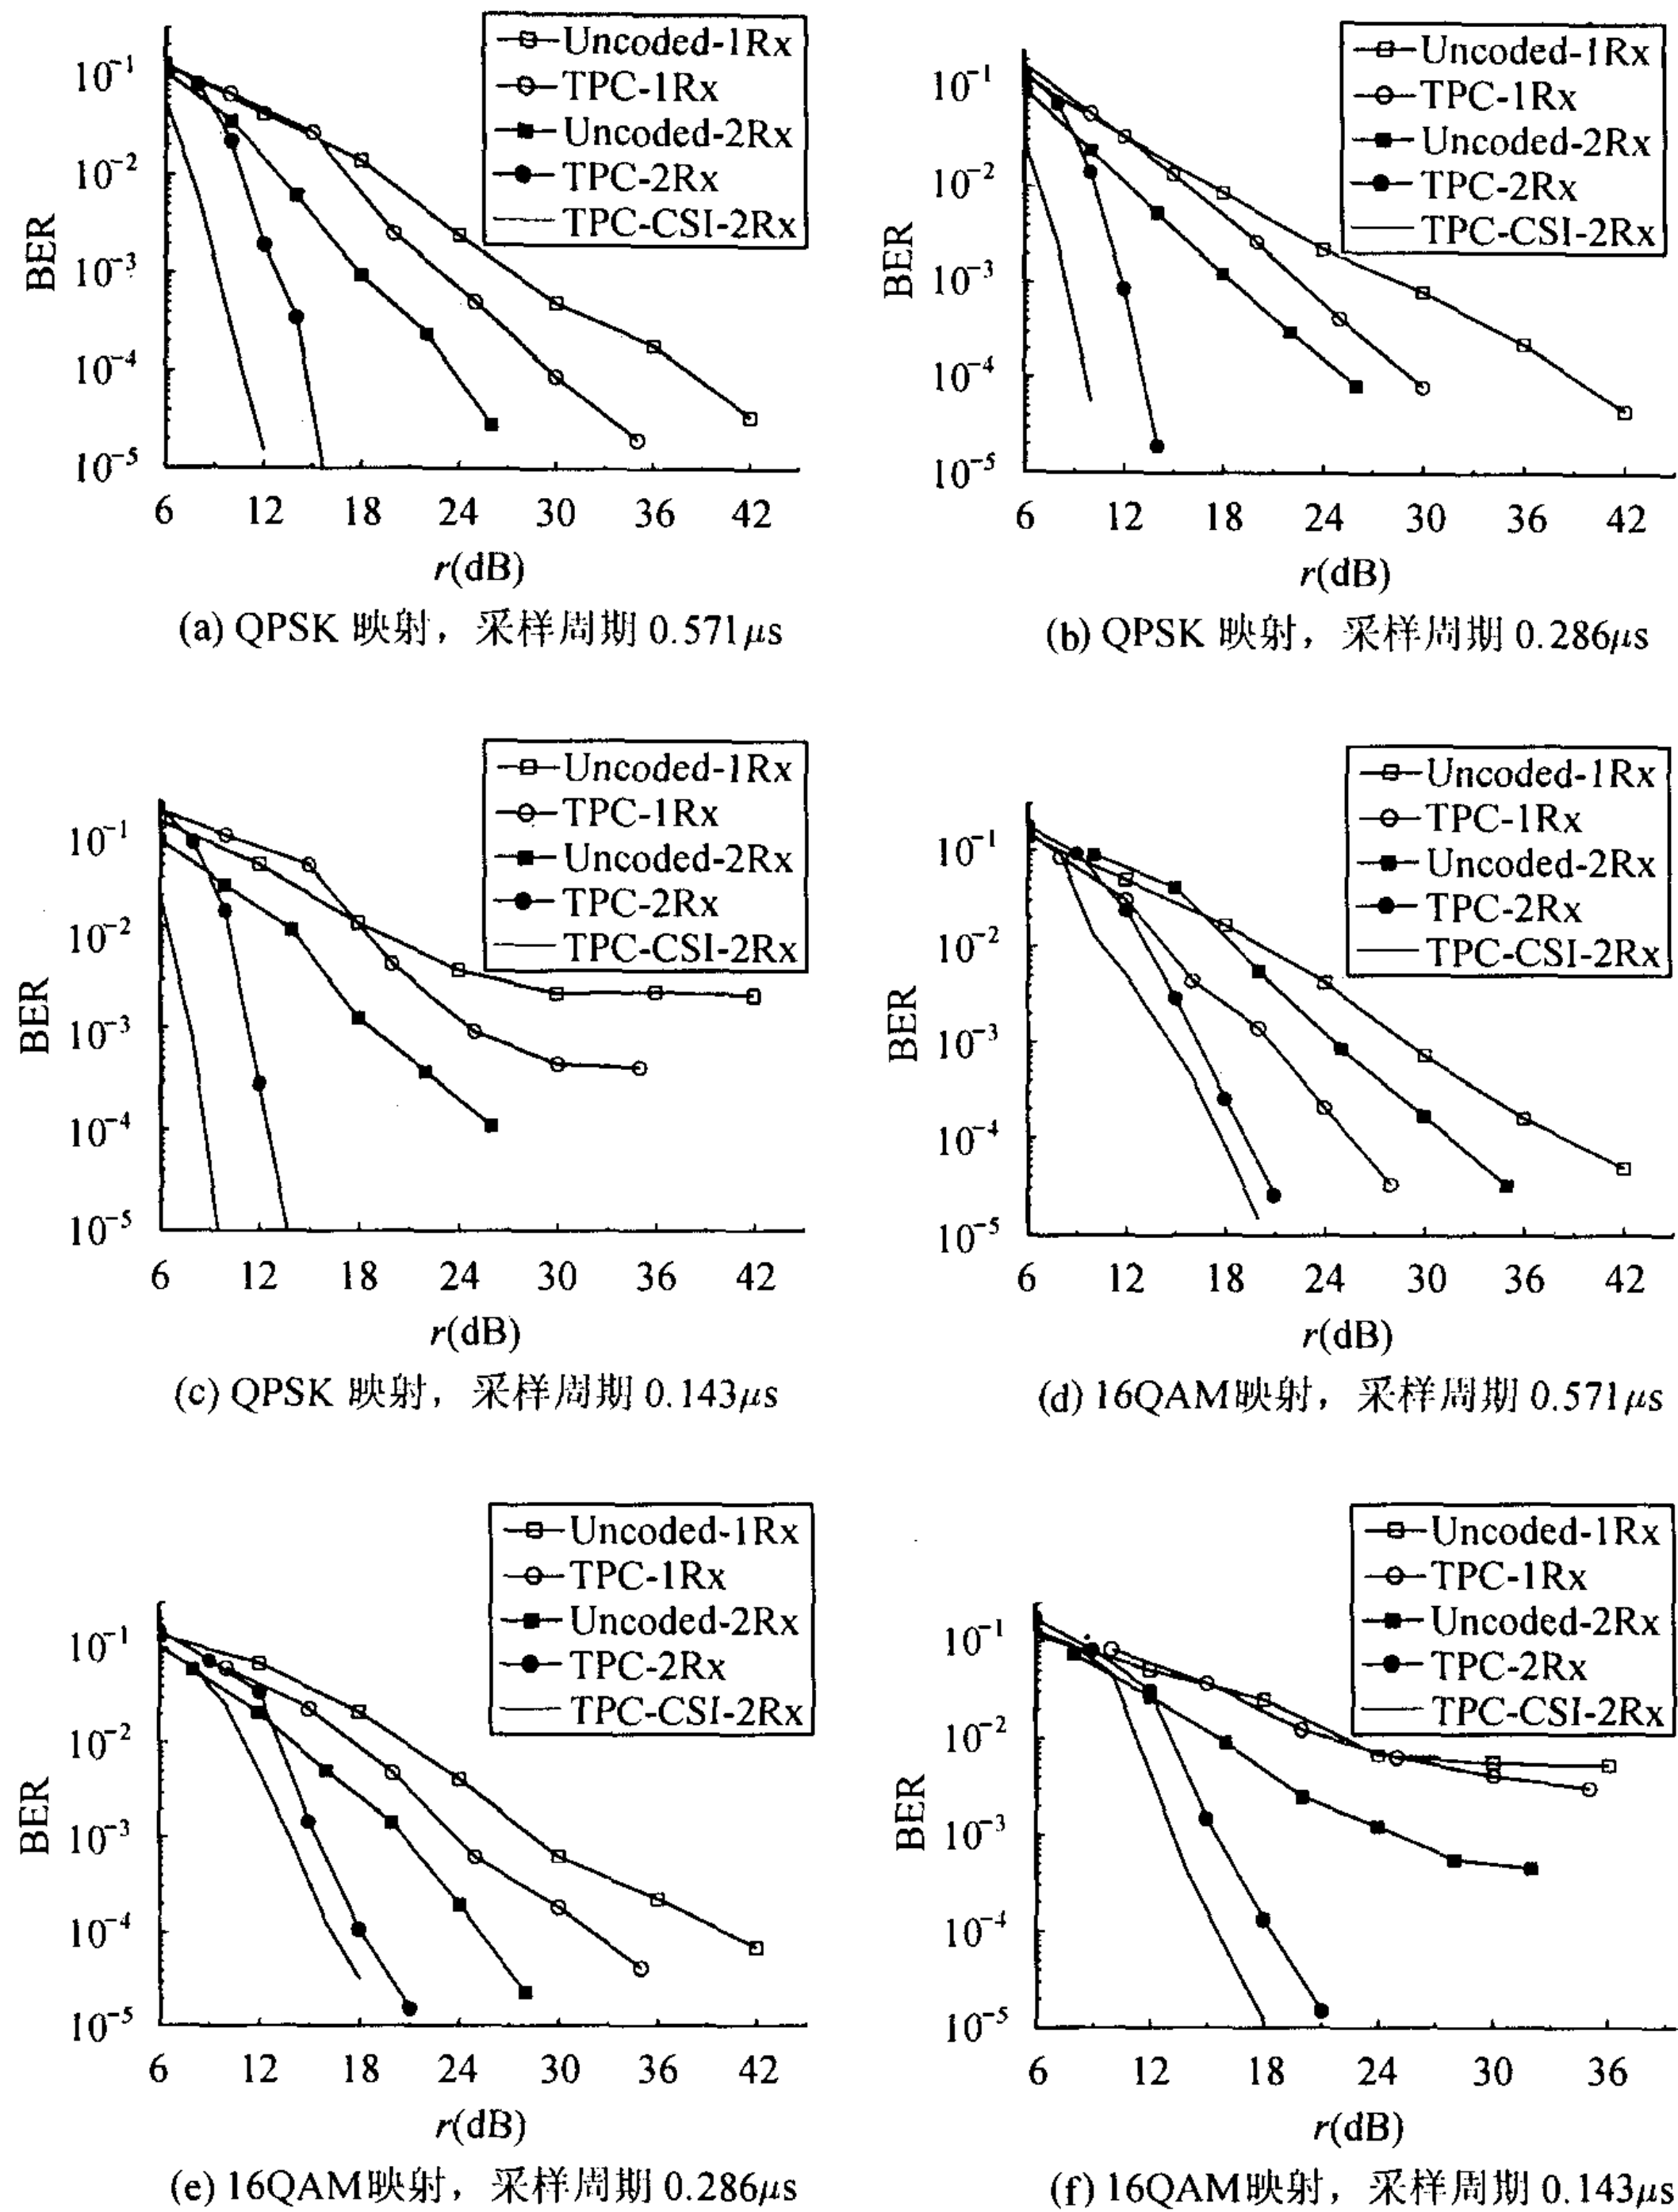 Uncoded-1Rx
TPC-1Rx
Uncoded-2Rx
TPC-2Rx
TPC-CSI-2Rx
BER
10⁻¹
10⁻²
10⁻³
10⁻⁴
10⁻⁵
6 12 18 24 30 36 42
r(dB)
(a) QPSK 映射，采样周期 0.571μs
Uncoded-1Rx
TPC-1Rx
Uncoded-2Rx
TPC-2Rx
TPC-CSI-2Rx
BER
10⁻¹
10⁻²
10⁻³
10⁻⁴
10⁻⁵
6 12 18 24 30 36 42
r(dB)
(b) QPSK 映射，采样周期 0.286μs
Uncoded-1Rx
TPC-1Rx
Uncoded-2Rx
TPC-2Rx
TPC-CSI-2Rx
BER
10⁻¹
10⁻²
10⁻³
10⁻⁴
10⁻⁵
6 12 18 24 30 36 42
r(dB)
(c) QPSK 映射，采样周期 0.143μs
Uncoded-1Rx
TPC-1Rx
Uncoded-2Rx
TPC-2Rx
TPC-CSI-2Rx
BER
10⁻¹
10⁻²
10⁻³
10⁻⁴
10⁻⁵
6 12 18 24 30 36 42
r(dB)
(d) 16QAM映射，采样周期 0.571μs
Uncoded-1Rx
TPC-1Rx
Uncoded-2Rx
TPC-2Rx
TPC-CSI-2Rx
BER
10⁻¹
10⁻²
10⁻³
10⁻⁴
10⁻⁵
6 12 18 24 30 36 42
r(dB)
(e) 16QAM映射，采样周期 0.286μs
Uncoded-1Rx
TPC-1Rx
Uncoded-2Rx
TPC-2Rx
TPC-CSI-2Rx
BER
10⁻¹
10⁻²
10⁻³
10⁻⁴
10⁻⁵
6 12 18 24 30 36
r(dB)
(f) 16QAM映射，采样周期 0.143μs